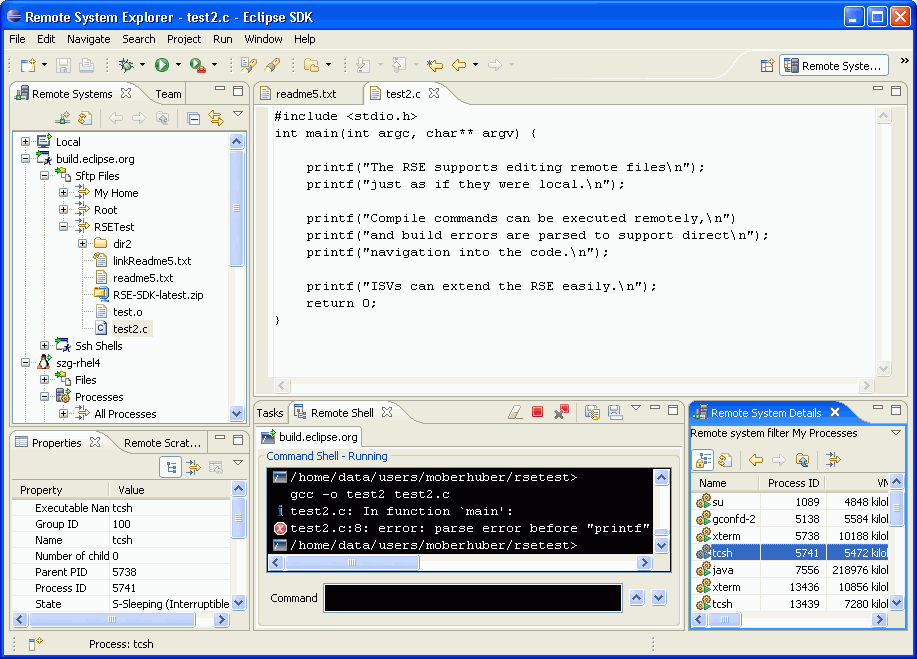 Remote System Explorer - test2.c - Eclipse SDK
File Edit Navigate Search Project Run Window Help
Remote Syste...
Remote Systems
Team
Local
build.eclipse.org
Sftp Files
My Home
Root
RSETest
dir2
linkReadme5.txt
readme5.txt
RSE-SDK-latest.zip
test.o
test2.c
Ssh Shells
szg-rhel4
Files
Processes
All Processes
readme5.txt
test2.c
#include <stdio.h>
int main(int argc, char** argv) {
printf("The RSE supports editing remote files\n");
printf("just as if they were local.\n");
printf("Compile commands can be executed remotely,\n")
printf("and build errors are parsed to support direct\n");
printf("navigation into the code.\n");
printf("ISVs can extend the RSE easily.\n");
return 0;
}
Properties
Remote Scrat...
Property Value
Executable Nan tcsh
Group ID 100
Name tcsh
Number of child 0
Parent PID 5738
Process ID 5741
State S-Sleeping (Interruptible
Tasks
Remote Shell
build.eclipse.org
Command Shell - Running
/home/data/users/moberhuber/rsetest>
gcc -o test2 test2.c
test2.c: In function `main':
test2.c:8: error: parse error before "printf"
/home/data/users/moberhuber/rsetest>
Command
Remote System Details
Remote system filter My Processes
Name Process ID VM
su 1089 4848 kilol
gconfd-2 5138 5584 kilol
xterm 5738 10188 kilol
tcsh 5741 5472 kilol
java 7556 218976 kilol
xterm 13436 10856 kilol
tcsh 13439 7280 kilol
Process: tcsh